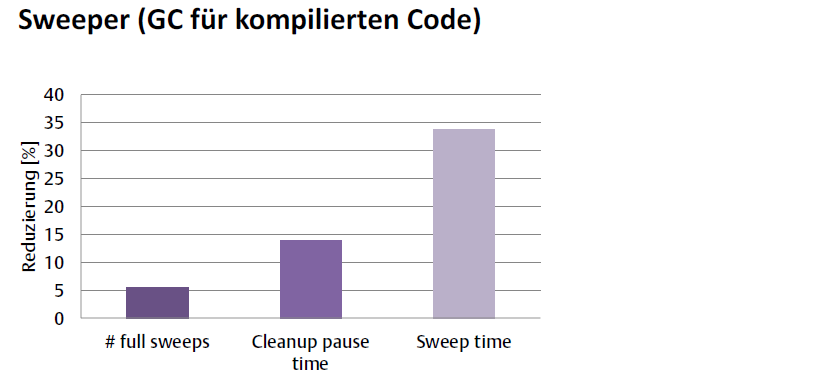 Sweeper (GC für kompilierten Code)
40
35
30
25
20
15
10
5
0
Reduzierung [%]
# full sweeps
Cleanup pause
time
Sweep time